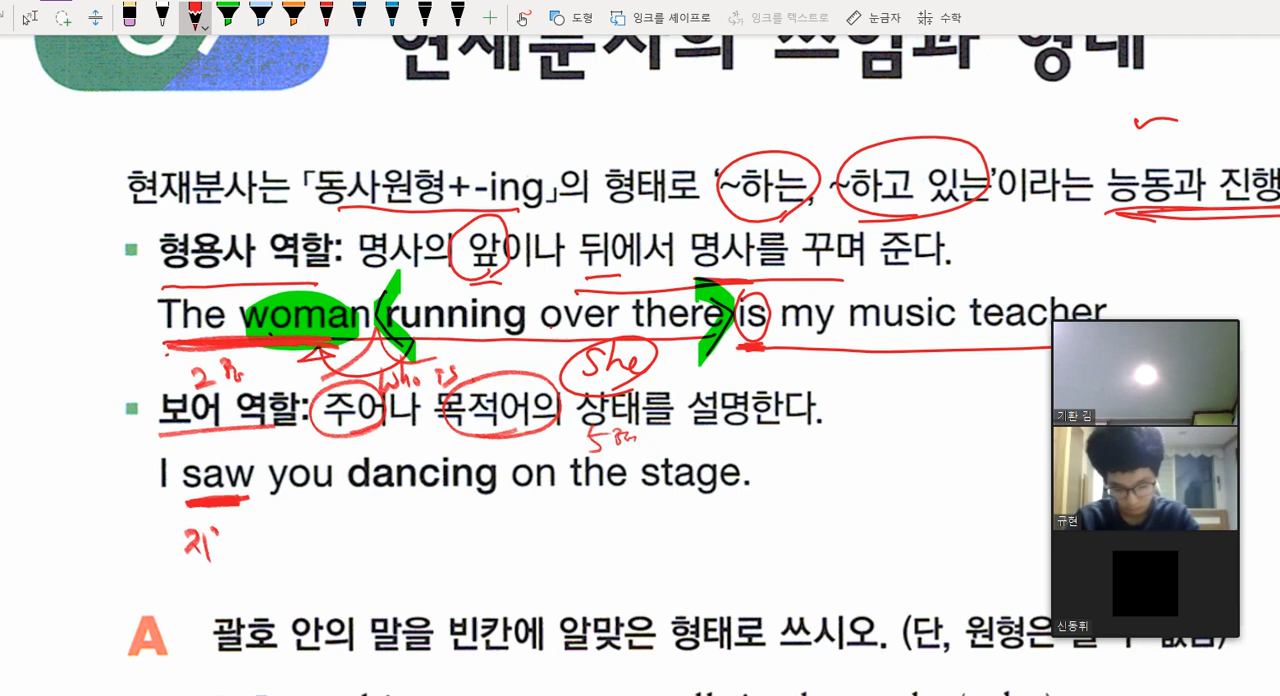 도형 잉크를 셰이프로 잉크를 텍스트로 눈금자 수학
현재분사의 쓰임과 형태
현재분사는 「동사원형+-ing」의 형태로 '~하는, ~하고 있는'이라는 능동과 진행
형용사 역할: 명사의 앞이나 뒤에서 명사를 꾸며 준다.
The woman running over there is my music teacher
who is
She
보어 역할: 주어나 목적어의 상태를 설명한다.
I saw you dancing on the stage.
지
A 괄호 안의 말을 빈칸에 알맞은 형태로 쓰시오. (단, 원형은
기환 김
규현
신동휘